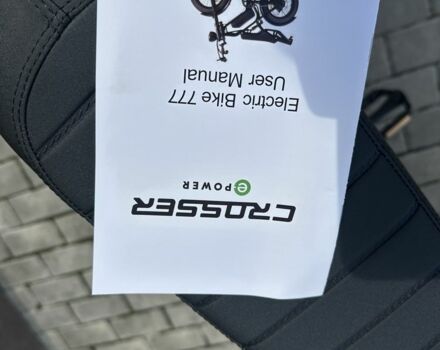 CROSSER
e POWER
Electric Bike 777
User Manual